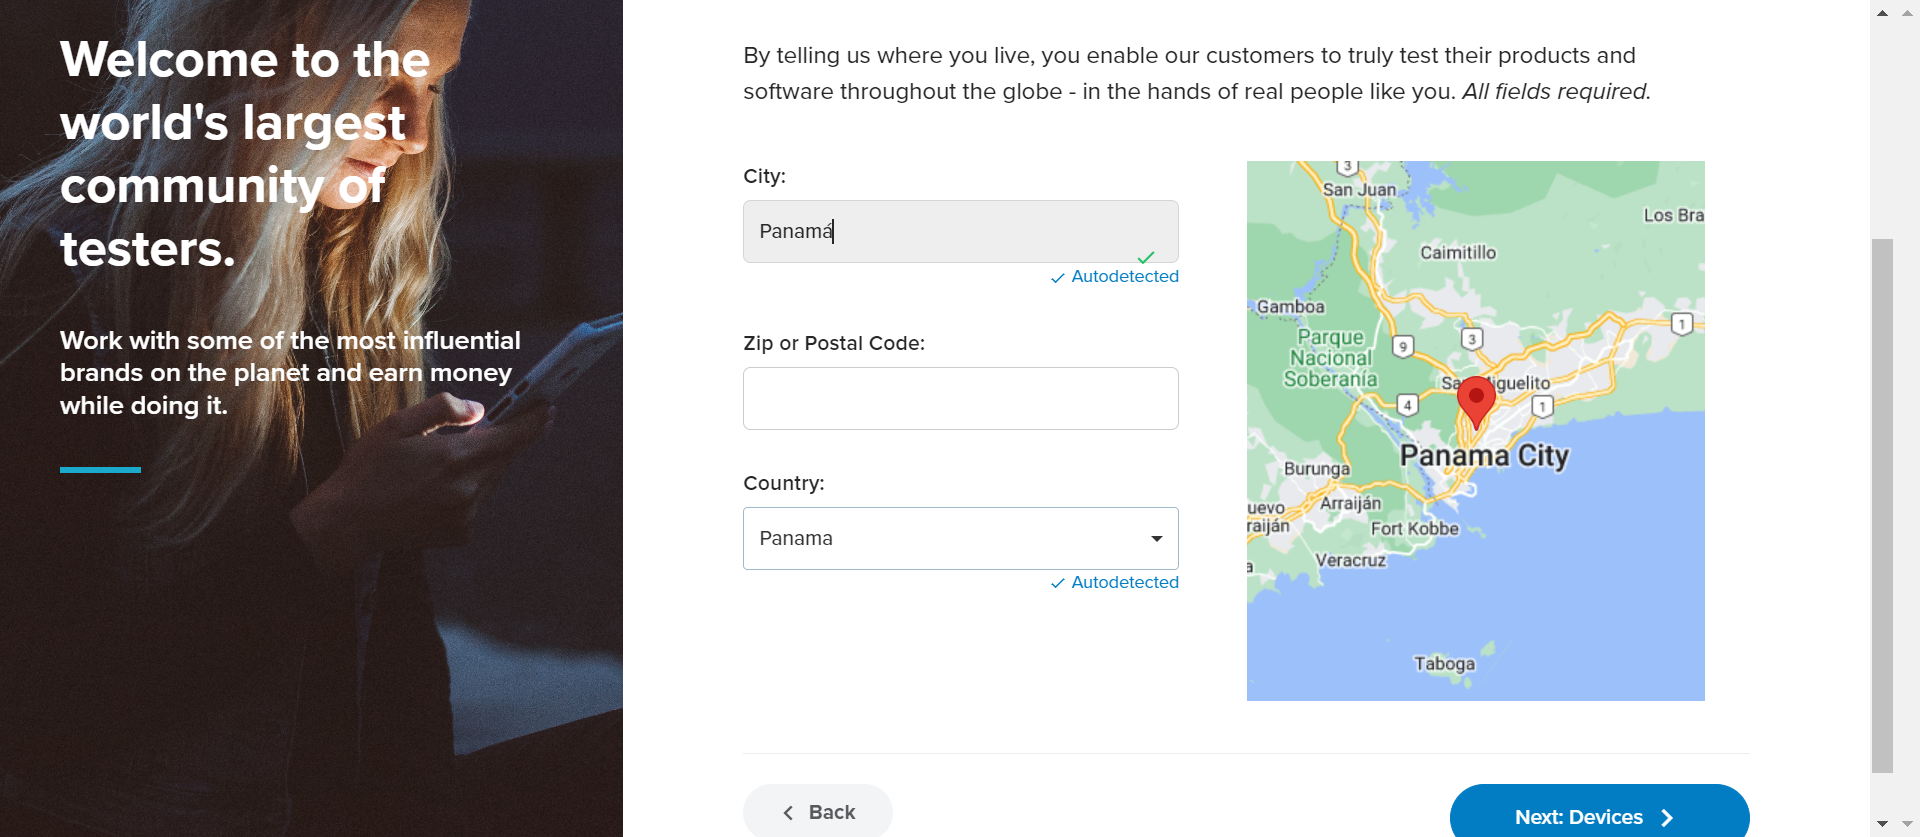 Welcome to the
world's largest
community of
testers.
Work with some of the most influential
brands on the planet and earn money
while doing it.
By telling us where you live, you enable our customers to truly test their products and
software throughout the globe - in the hands of real people like you. All fields required.
City:
Panamá
Autodetected
Zip or Postal Code:
Country:
Panama
Autodetected
3
San Juan
Los Bra
Caimitillo
Gamboa
1
Parque
Nacional
Soberanía
9
3
San Miguelito
4
1
Panama City
Burunga
Arraiján
uevo
raiján
Fort Kobbe
Veracruz
a
Taboga
Back
Next: Devices